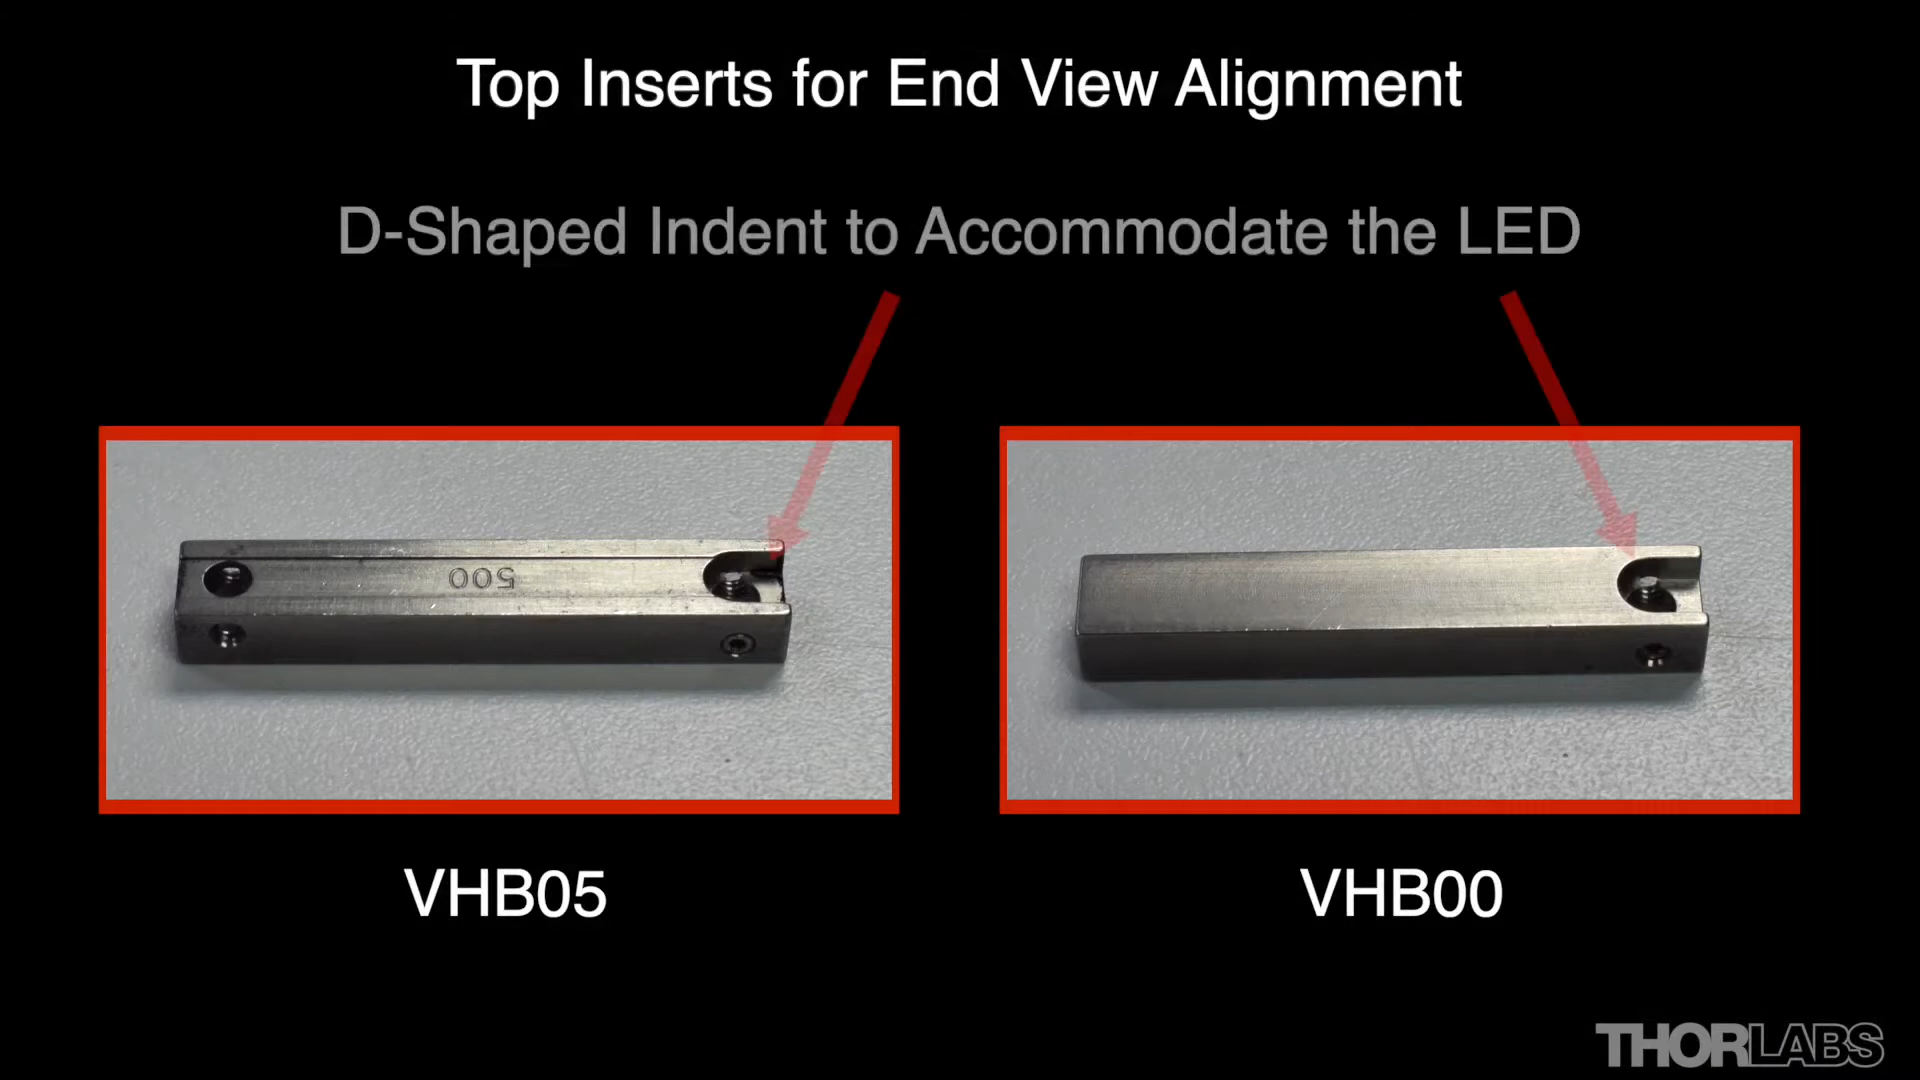 Top Inserts for End View Alignment
D-Shaped Indent to Accommodate the LED
500
VHB05
VHB00
THORLABS